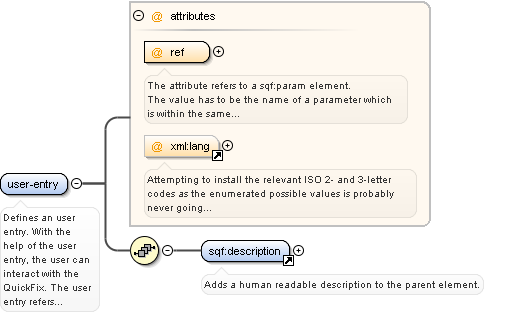 @ attributes
@ ref
The attribute refers to a sqf:param element.
The value has to be the name of a parameter which
is within the same...
@ xml:lang
Attempting to install the relevant ISO 2- and 3-letter
codes as the enumerated possible values is probably
never going...
user-entry
Defines an user
entry. With the
help of the user
entry, the user can
interact with the
QuickFix. The user
entry refers...
sqf:description
Adds a human readable description to the parent element.